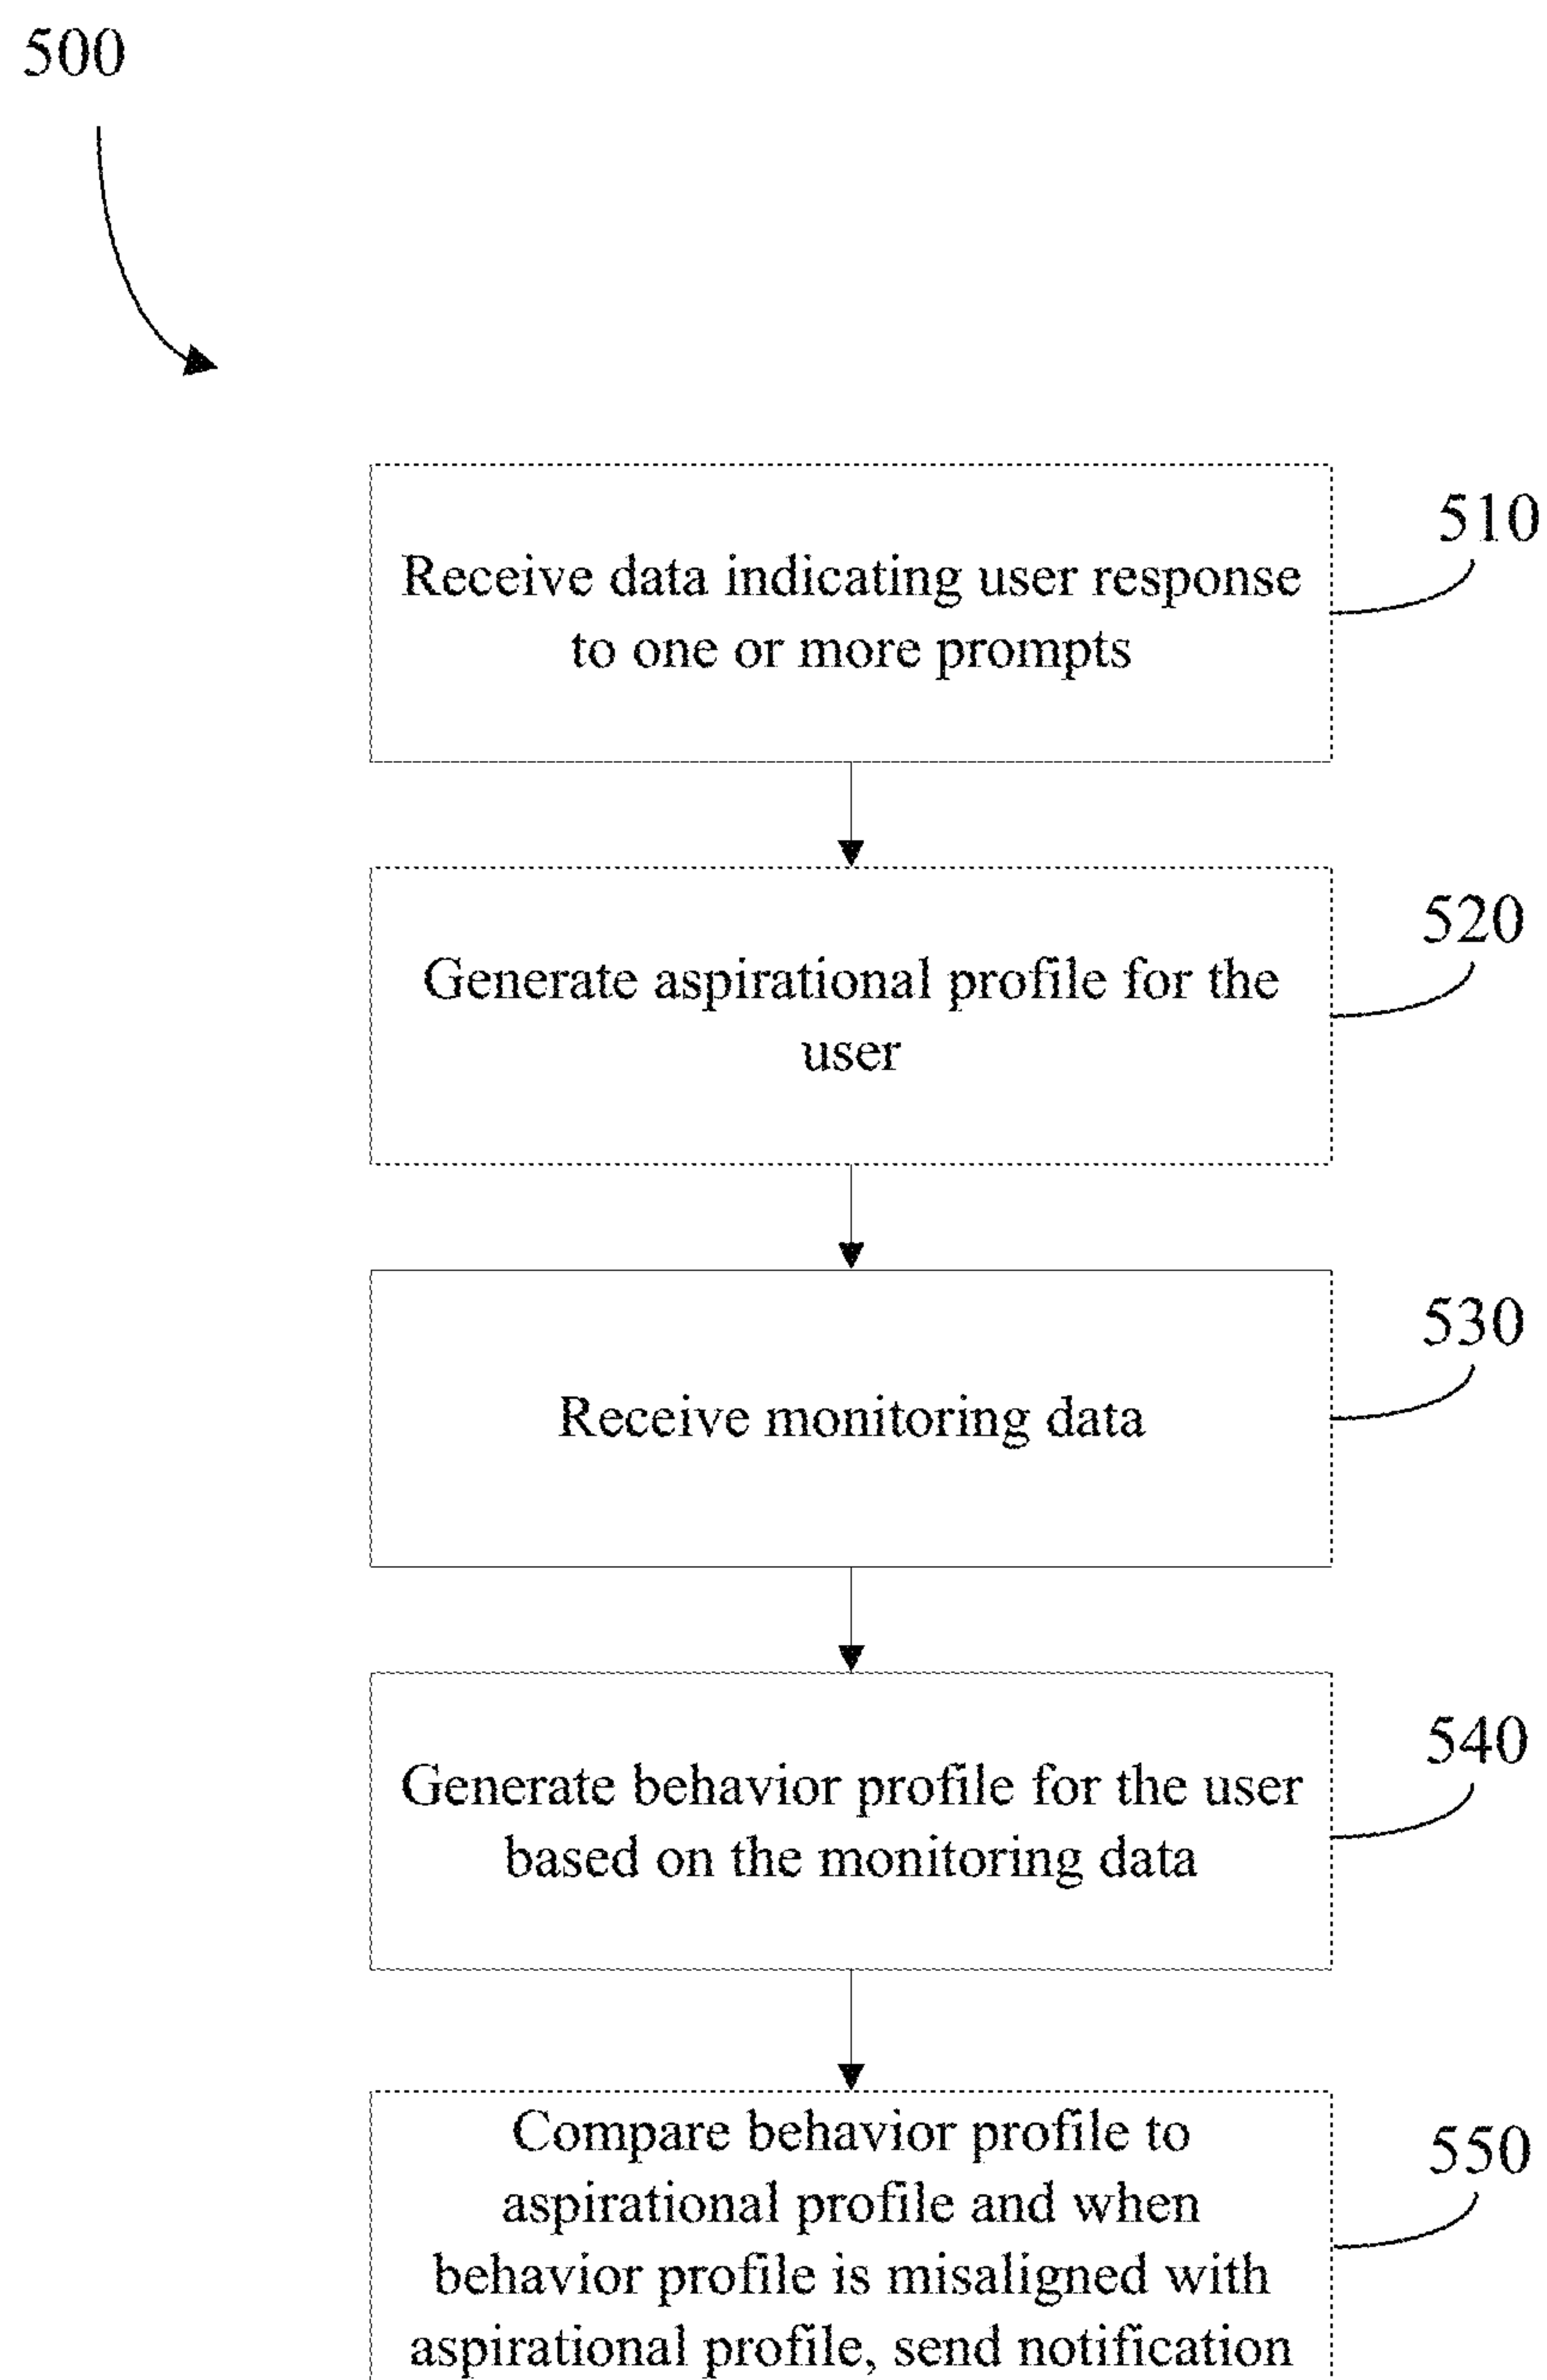 500
510
Receive data indicating user response
to one or more prompts
520
Generate aspirational profile for the
user
530
Receive monitoring data
540
Generate behavior profile for the user
based on the monitoring data
550
Compare behavior profile to
aspirational profile and when
behavior profile is misaligned with
aspirational profile, send notification